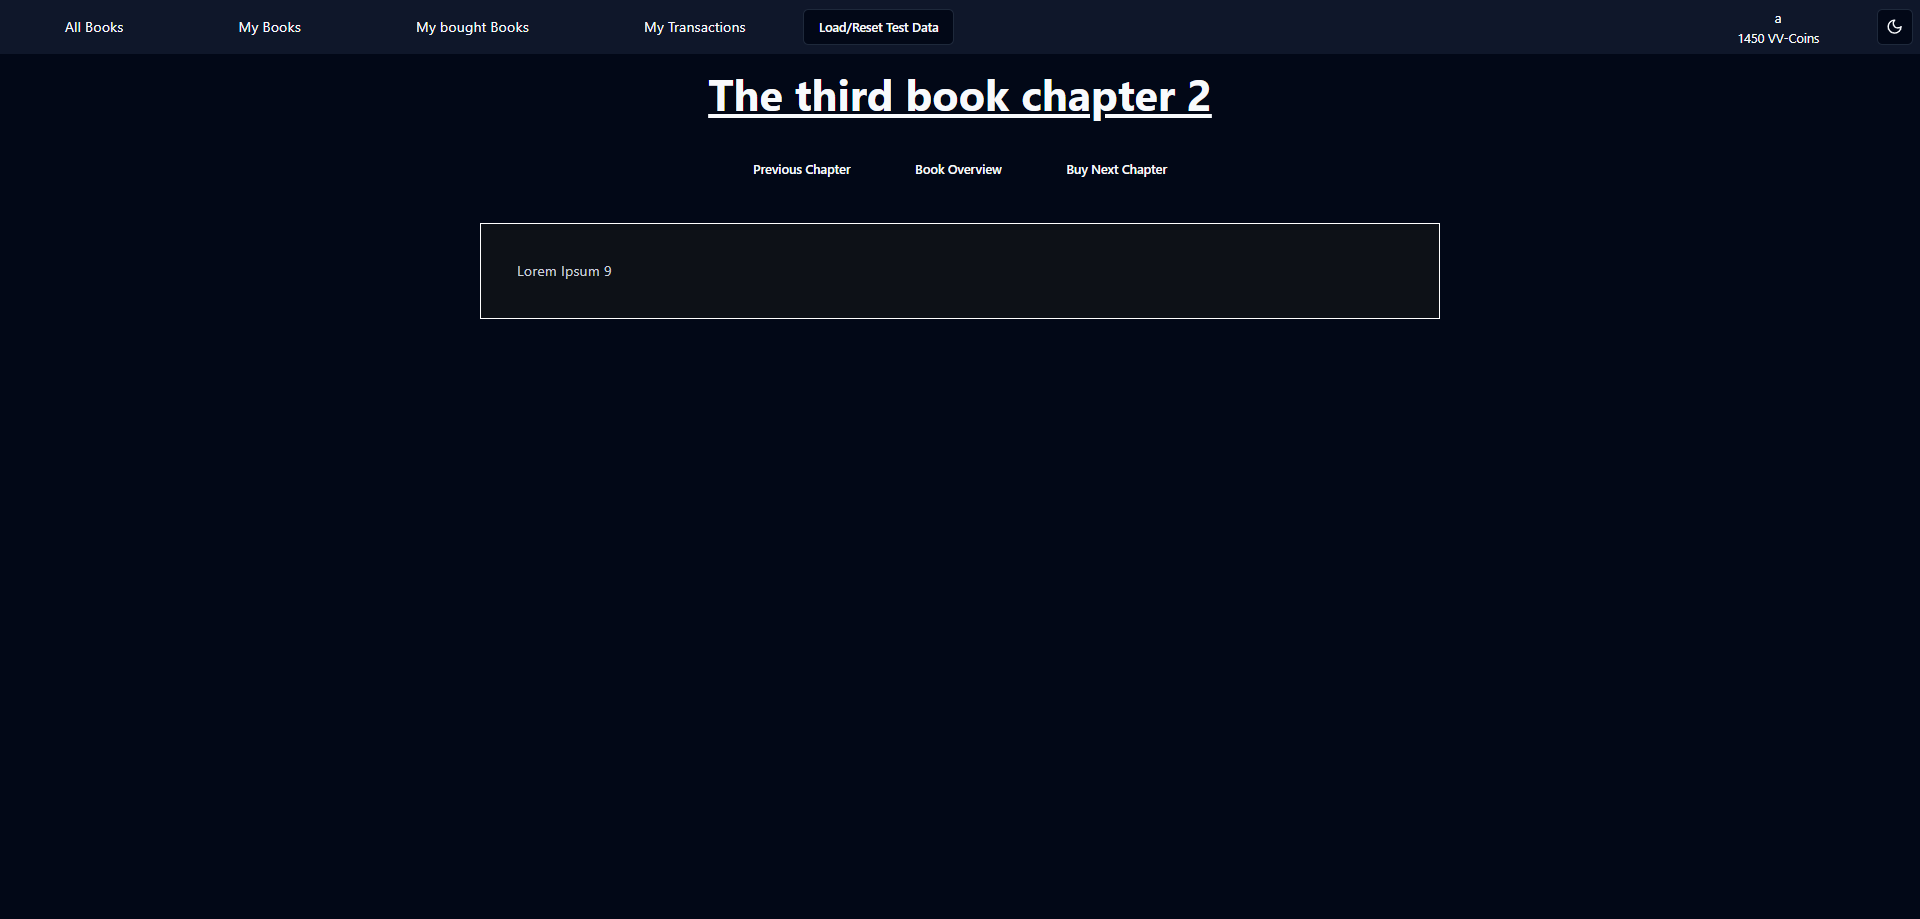 All Books My Books My bought Books My Transactions Load/Reset Test Data a
1450 VV-Coins
The third book chapter 2
Previous Chapter Book Overview Buy Next Chapter
Lorem Ipsum 9